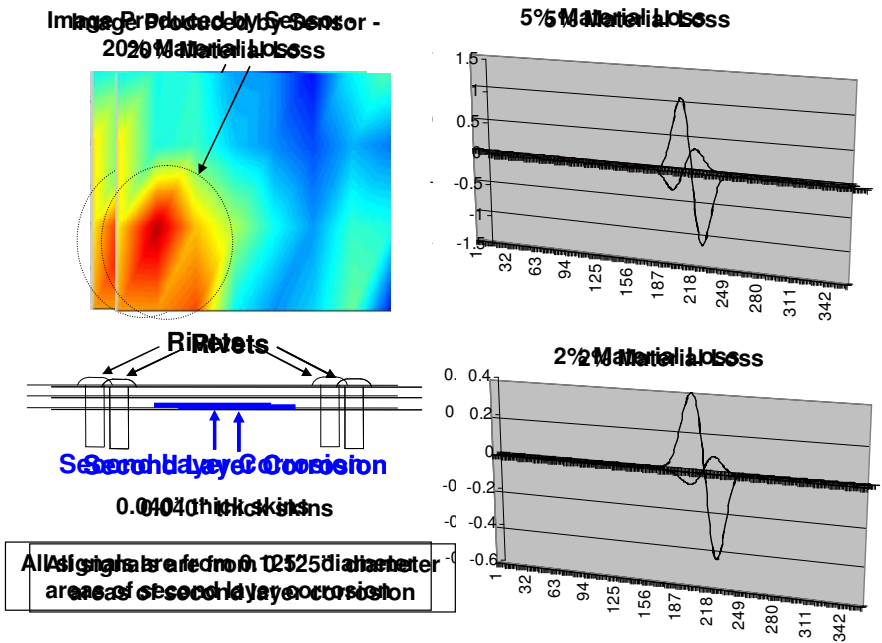 Image Produced by Sensor -
20% Material Loss
Rivets
Second Layer Corrosion
0.040" thick skins
All signals are from 0.125" diameter
areas of second layer corrosion
5% Material Loss
1.5
1
0.5
0
-0.5
-1
-1.5
1 32 63 94 125 156 187 218 249 280 311 342
2% Material Loss
0.4
0.2
0
-0.2
-0.4
-0.6
1 32 63 94 125 156 187 218 249 280 311 342